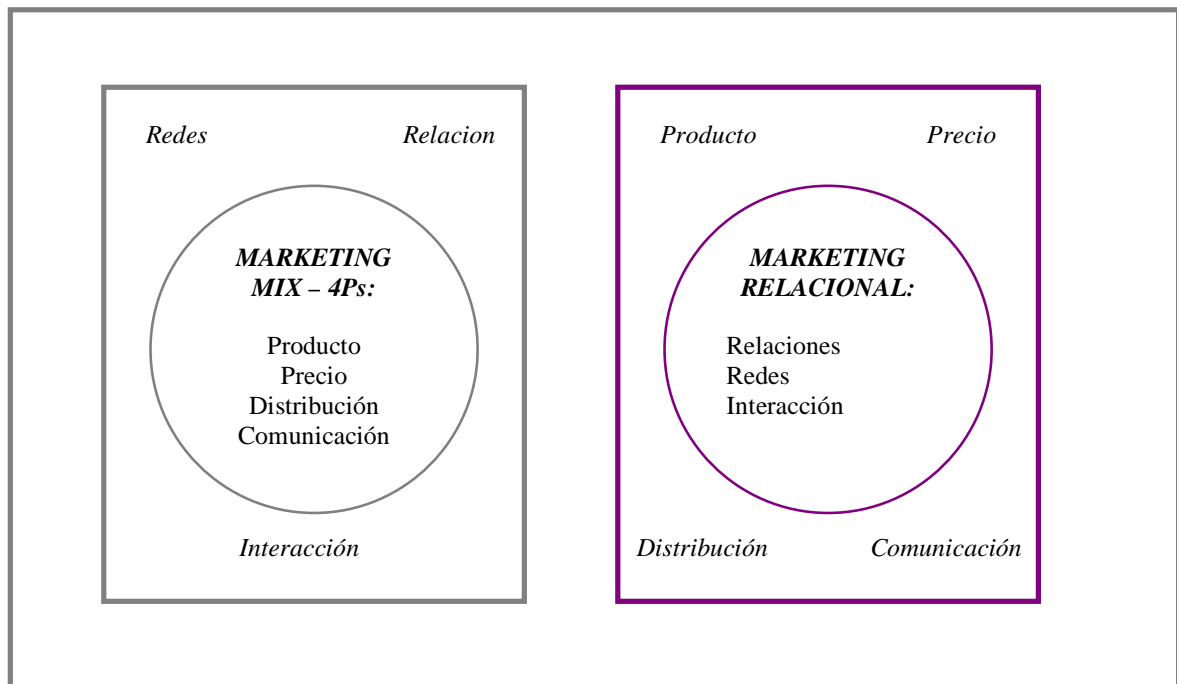 Redes Relacion
MARKETING
MIX – 4Ps:
Producto
Precio
Distribución
Comunicación
Interacción
Producto Precio
MARKETING
RELACIONAL:
Relaciones
Redes
Interacción
Distribución Comunicación